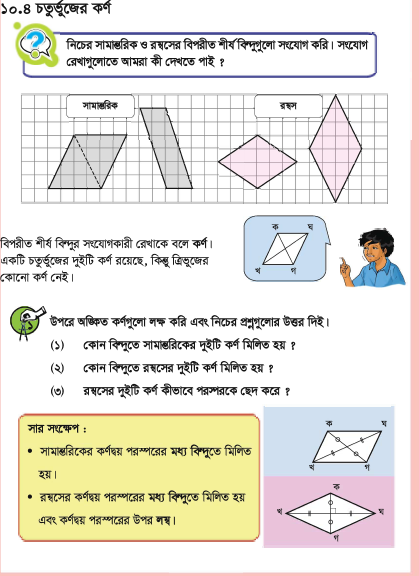 ১০.৪ চতুর্ভুজের কর্ণ
নিচের সামান্তরিক ও রম্বসের বিপরীত শীর্ষ বিন্দুগুলো সংযোগ করি। সংযোগ
রেখাগুলোতে আমরা কী দেখতে পাই ?
সামান্তরিক
রম্বস
বিপরীত শীর্ষ বিন্দুর সংযোগকারী রেখাকে বলে কর্ণ।
একটি চতুর্ভুজের দুইটি কর্ণ রয়েছে, কিন্তু ত্রিভুজের
কোনো কর্ণ নেই।
ক ঘ
খ গ
উপরে অঙ্কিত কর্ণগুলো লক্ষ করি এবং নিচের প্রশ্নগুলোর উত্তর দিই।
(১) কোন বিন্দুতে সামান্তরিকের দুইটি কর্ণ মিলিত হয় ?
(২) কোন বিন্দুতে রম্বসের দুইটি কর্ণ মিলিত হয় ?
(৩) রম্বসের দুইটি কর্ণ কীভাবে পরস্পরকে ছেদ করে ?
সার সংক্ষেপ :
• সামান্তরিকের কর্ণদ্বয় পরস্পরের মধ্য বিন্দুতে মিলিত
হয়।
• রম্বসের কর্ণদ্বয় পরস্পরের মধ্য বিন্দুতে মিলিত হয়
এবং কর্ণদ্বয় পরস্পরের উপর লম্ব।
ক ঘ
খ গ
ক
খ ঘ
গ